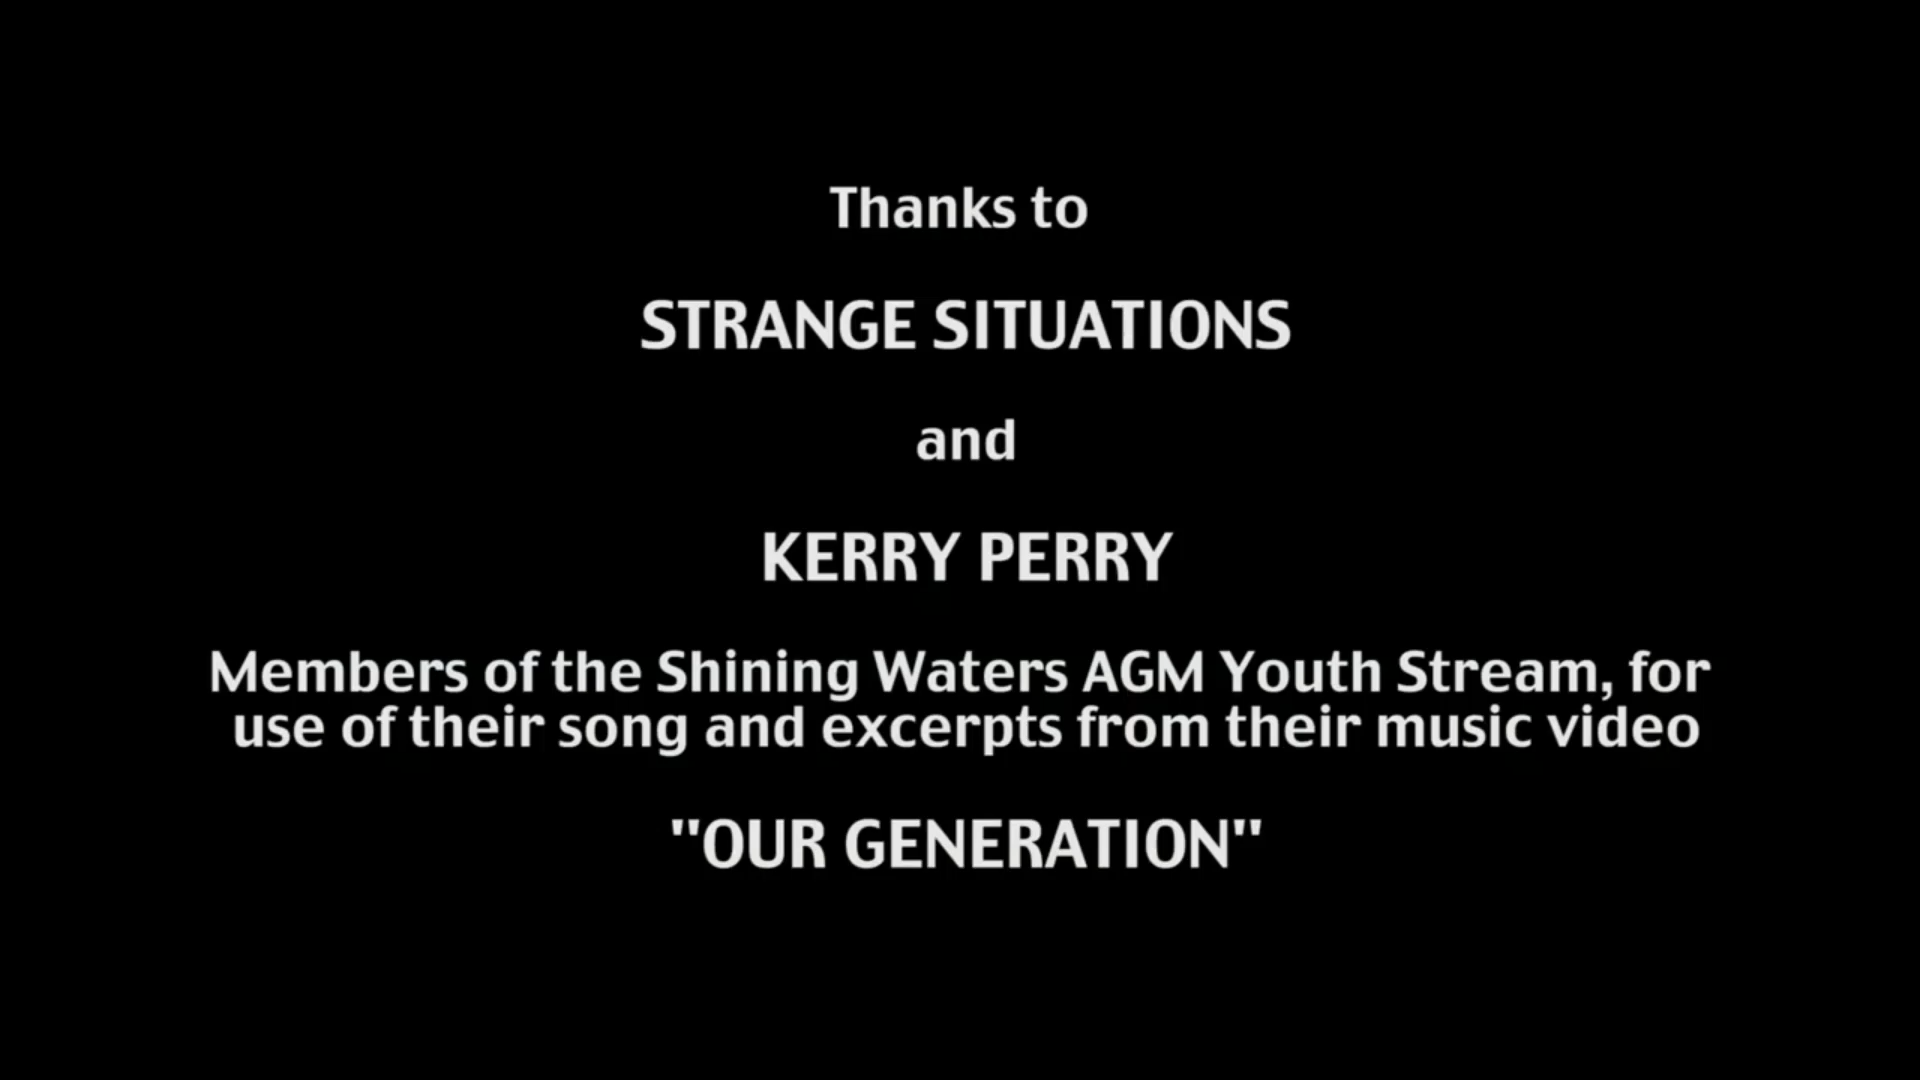 Thanks to
STRANGE SITUATIONS
and
KERRY PERRY
Members of the Shining Waters AGM Youth Stream, for
use of their song and excerpts from their music video
"OUR GENERATION"